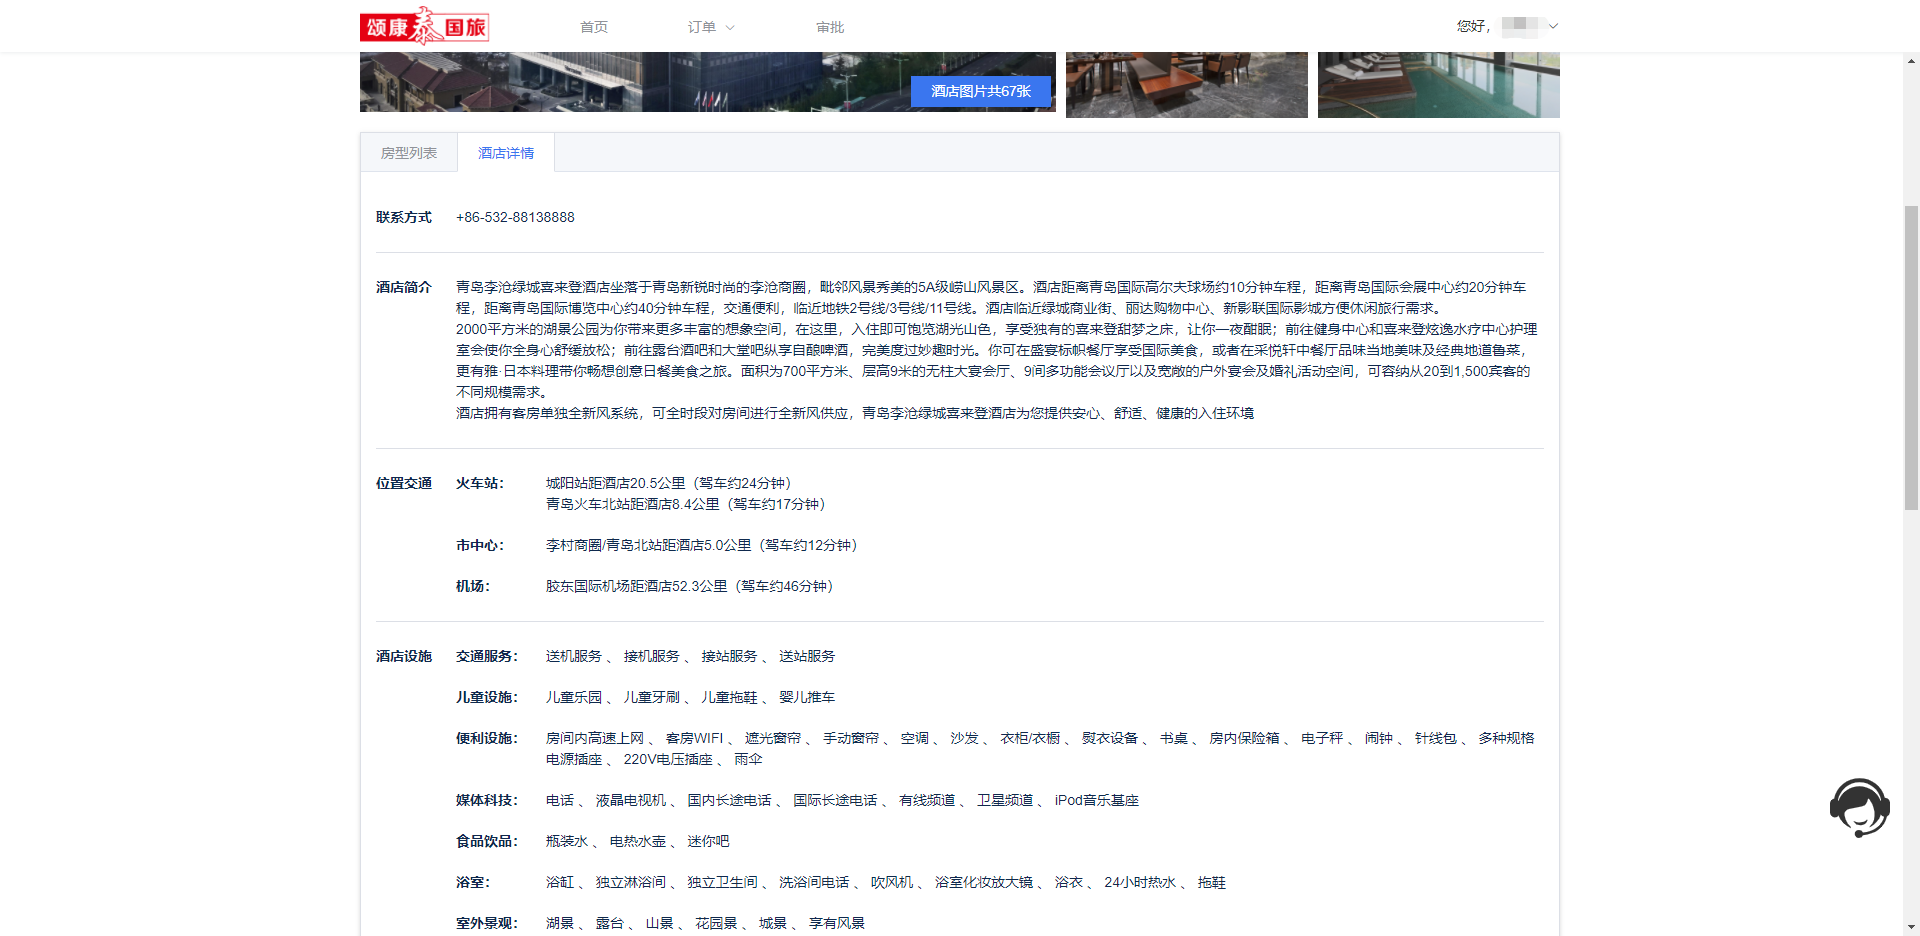 颂康泰国旅 首页 订单 审批 您好，
酒店图片共67张
房型列表 酒店详情
联系方式 +86-532-88138888
酒店简介 青岛李沧绿城喜来登酒店坐落于青岛新锐时尚的李沧商圈，毗邻风景秀美的5A级崂山风景区。酒店距离青岛国际高尔夫球场约10分钟车程，距离青岛国际会展中心约20分钟车
程，距离青岛国际博览中心约40分钟车程，交通便利，临近地铁2号线/3号线/11号线。酒店临近绿城商业街、丽达购物中心、新影联国际影城方便休闲旅行需求。
2000平方米的湖景公园为你带来更多丰富的想象空间，在这里，入住即可饱览湖光山色，享受独有的喜来登甜梦之床，让你一夜酣眠；前往健身中心和喜来登炫逸水疗中心护理
室会使你全身心舒缓放松；前往露台酒吧和大堂吧纵享自酿啤酒，完美度过妙趣时光。你可在盛宴标帜餐厅享受国际美食，或者在采悦轩中餐厅品味当地美味及经典地道鲁菜，
更有雅·日本料理带你畅想创意日餐美食之旅。面积为700平方米、层高9米的无柱大宴会厅、9间多功能会议厅以及宽敞的户外宴会及婚礼活动空间，可容纳从20到1,500宾客的
不同规模需求。
酒店拥有客房单独全新风系统，可全时段对房间进行全新风供应，青岛李沧绿城喜来登酒店为您提供安心、舒适、健康的入住环境
位置交通 火车站： 城阳站距酒店20.5公里（驾车约24分钟）
青岛火车北站距酒店8.4公里（驾车约17分钟）
市中心： 李村商圈/青岛北站距酒店5.0公里（驾车约12分钟）
机场： 胶东国际机场距酒店52.3公里（驾车约46分钟）
酒店设施 交通服务： 送机服务 、 接机服务 、 接站服务 、 送站服务
儿童设施： 儿童乐园 、 儿童牙刷 、 儿童拖鞋 、 婴儿推车
便利设施： 房间内高速上网 、 客房WIFI 、 遮光窗帘 、 手动窗帘 、 空调 、 沙发 、 衣柜/衣橱 、 熨衣设备 、 书桌 、 房内保险箱 、 电子秤 、 闹钟 、 针线包 、 多种规格
电源插座 、 220V电压插座 、 雨伞
媒体科技： 电话 、 液晶电视机 、 国内长途电话 、 国际长途电话 、 有线频道 、 卫星频道 、 iPod音乐基座
食品饮品： 瓶装水 、 电热水壶 、 迷你吧
浴室： 浴缸 、 独立淋浴间 、 独立卫生间 、 洗浴间电话 、 吹风机 、 浴室化妆放大镜 、 浴衣 、 24小时热水 、 拖鞋
室外景观： 湖景 、 露台 、 山景 、 花园景 、 城景 、 享有风景